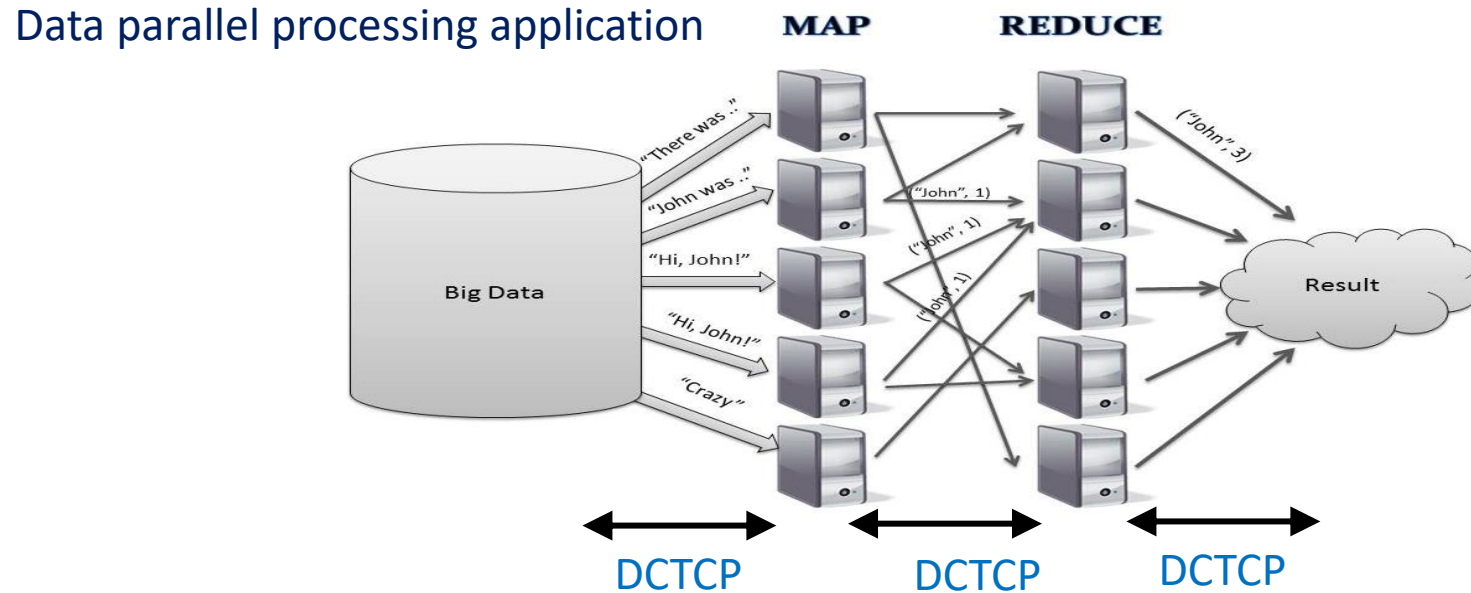 Data parallel processing application
MAP
REDUCE
"There was .."
"John was .."
"Hi, John!"
"Hi, John!"
"Crazy"
Big Data
("John", 1)
("John", 1)
("John", 1)
("John", 3)
Result
DCTCP
DCTCP
DCTCP